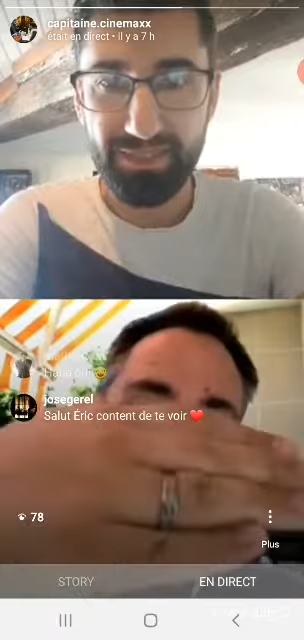 capitaine.cinemaxx
était en direct • Il y a 7 h
josegerel
Salut Éric content de te voir ❤️
78
Plus
STORY
EN DIRECT